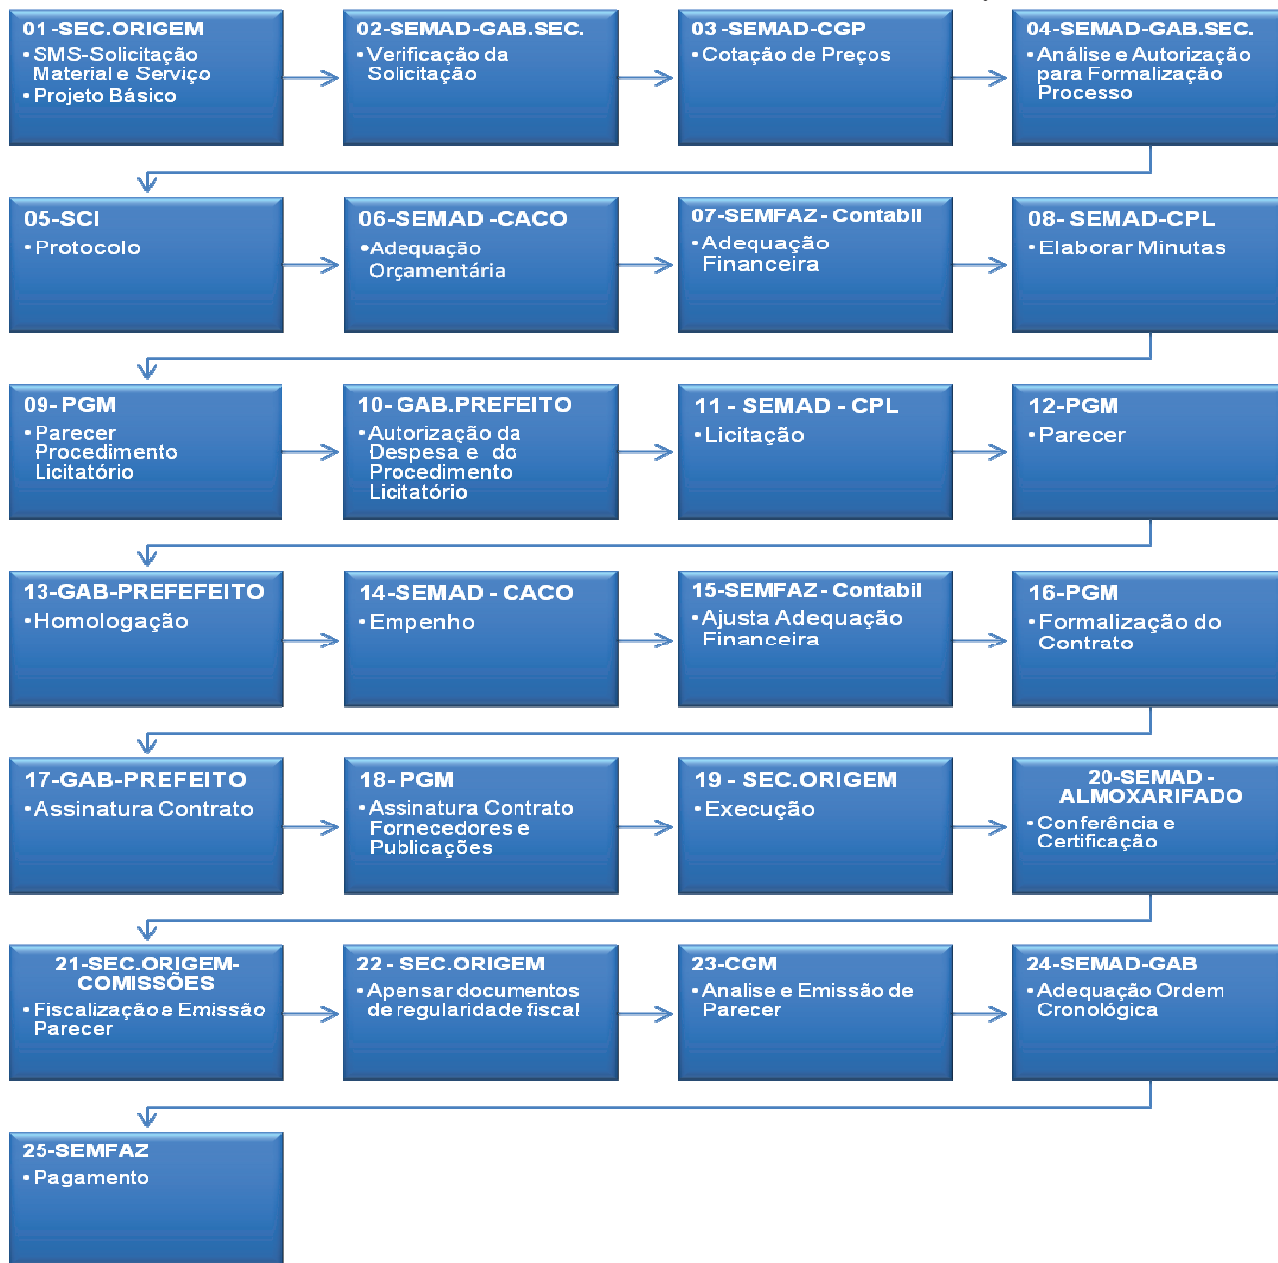 01 -SEC.ORIGEM
• SMS-Solicitação
Material e Serviço
• Projeto Básico
02-SEMAD-GAB.SEC.
• Verificação da
Solicitação
03 -SEMAD-CGP
• Cotação de Preços
04-SEMAD-GAB.SEC.
• Análise e Autorização
para Formalização
Processo
05-SCI
• Protocolo
06-SEMAD -CACO
• Adequação
Orçamentária
07-SEMFAZ - Contabil
• Adequação
Financeira
08- SEMAD-CPL
• Elaborar Minutas
09- PGM
• Parecer
Procedimento
Licitatório
10- GAB.PREFEITO
• Autorização da
Despesa e do
Procedimento
Licitatório
11 - SEMAD - CPL
• Licitação
12-PGM
• Parecer
13-GAB-PREFEFEITO
• Homologação
14-SEMAD - CACO
• Empenho
15-SEMFAZ - Contabil
• Ajusta Adequação
Financeira
16-PGM
• Formalização do
Contrato
17-GAB-PREFEITO
• Assinatura Contrato
18- PGM
• Assinatura Contrato
Fornecedores e
Publicações
19 - SEC.ORIGEM
• Execução
20-SEMAD -
ALMOXARIFADO
• Conferência e
Certificação
21-SEC.ORIGEM-
COMISSÕES
• Fiscalização e Emissão
Parecer
22 - SEC.ORIGEM
• Apensar documentos
de regularidade fiscal
23-CGM
• Analise e Emissão de
Parecer
24-SEMAD-GAB
• Adequação Ordem
Cronológica
25-SEMFAZ
• Pagamento